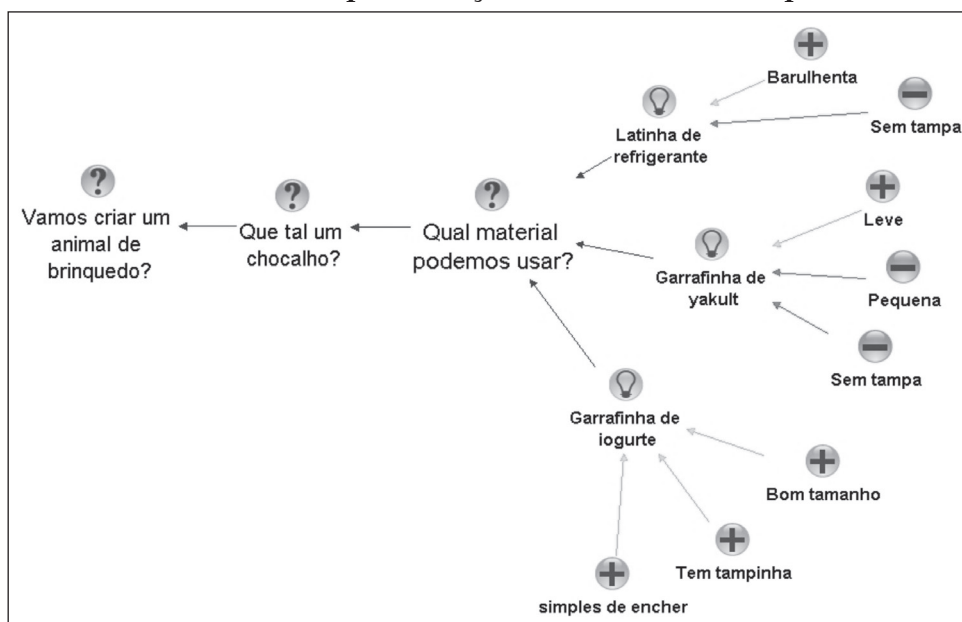 Vamos criar um
animal de
brinquedo?
Que tal um
chocalho?
Qual material
podemos usar?
Latinha de
refrigerante
Barulhenta
Sem tampa
Garrafinha de
yakult
Leve
Pequena
Sem tampa
Garrafinha de
iogurte
Bom tamanho
Tem tampinha
simples de encher